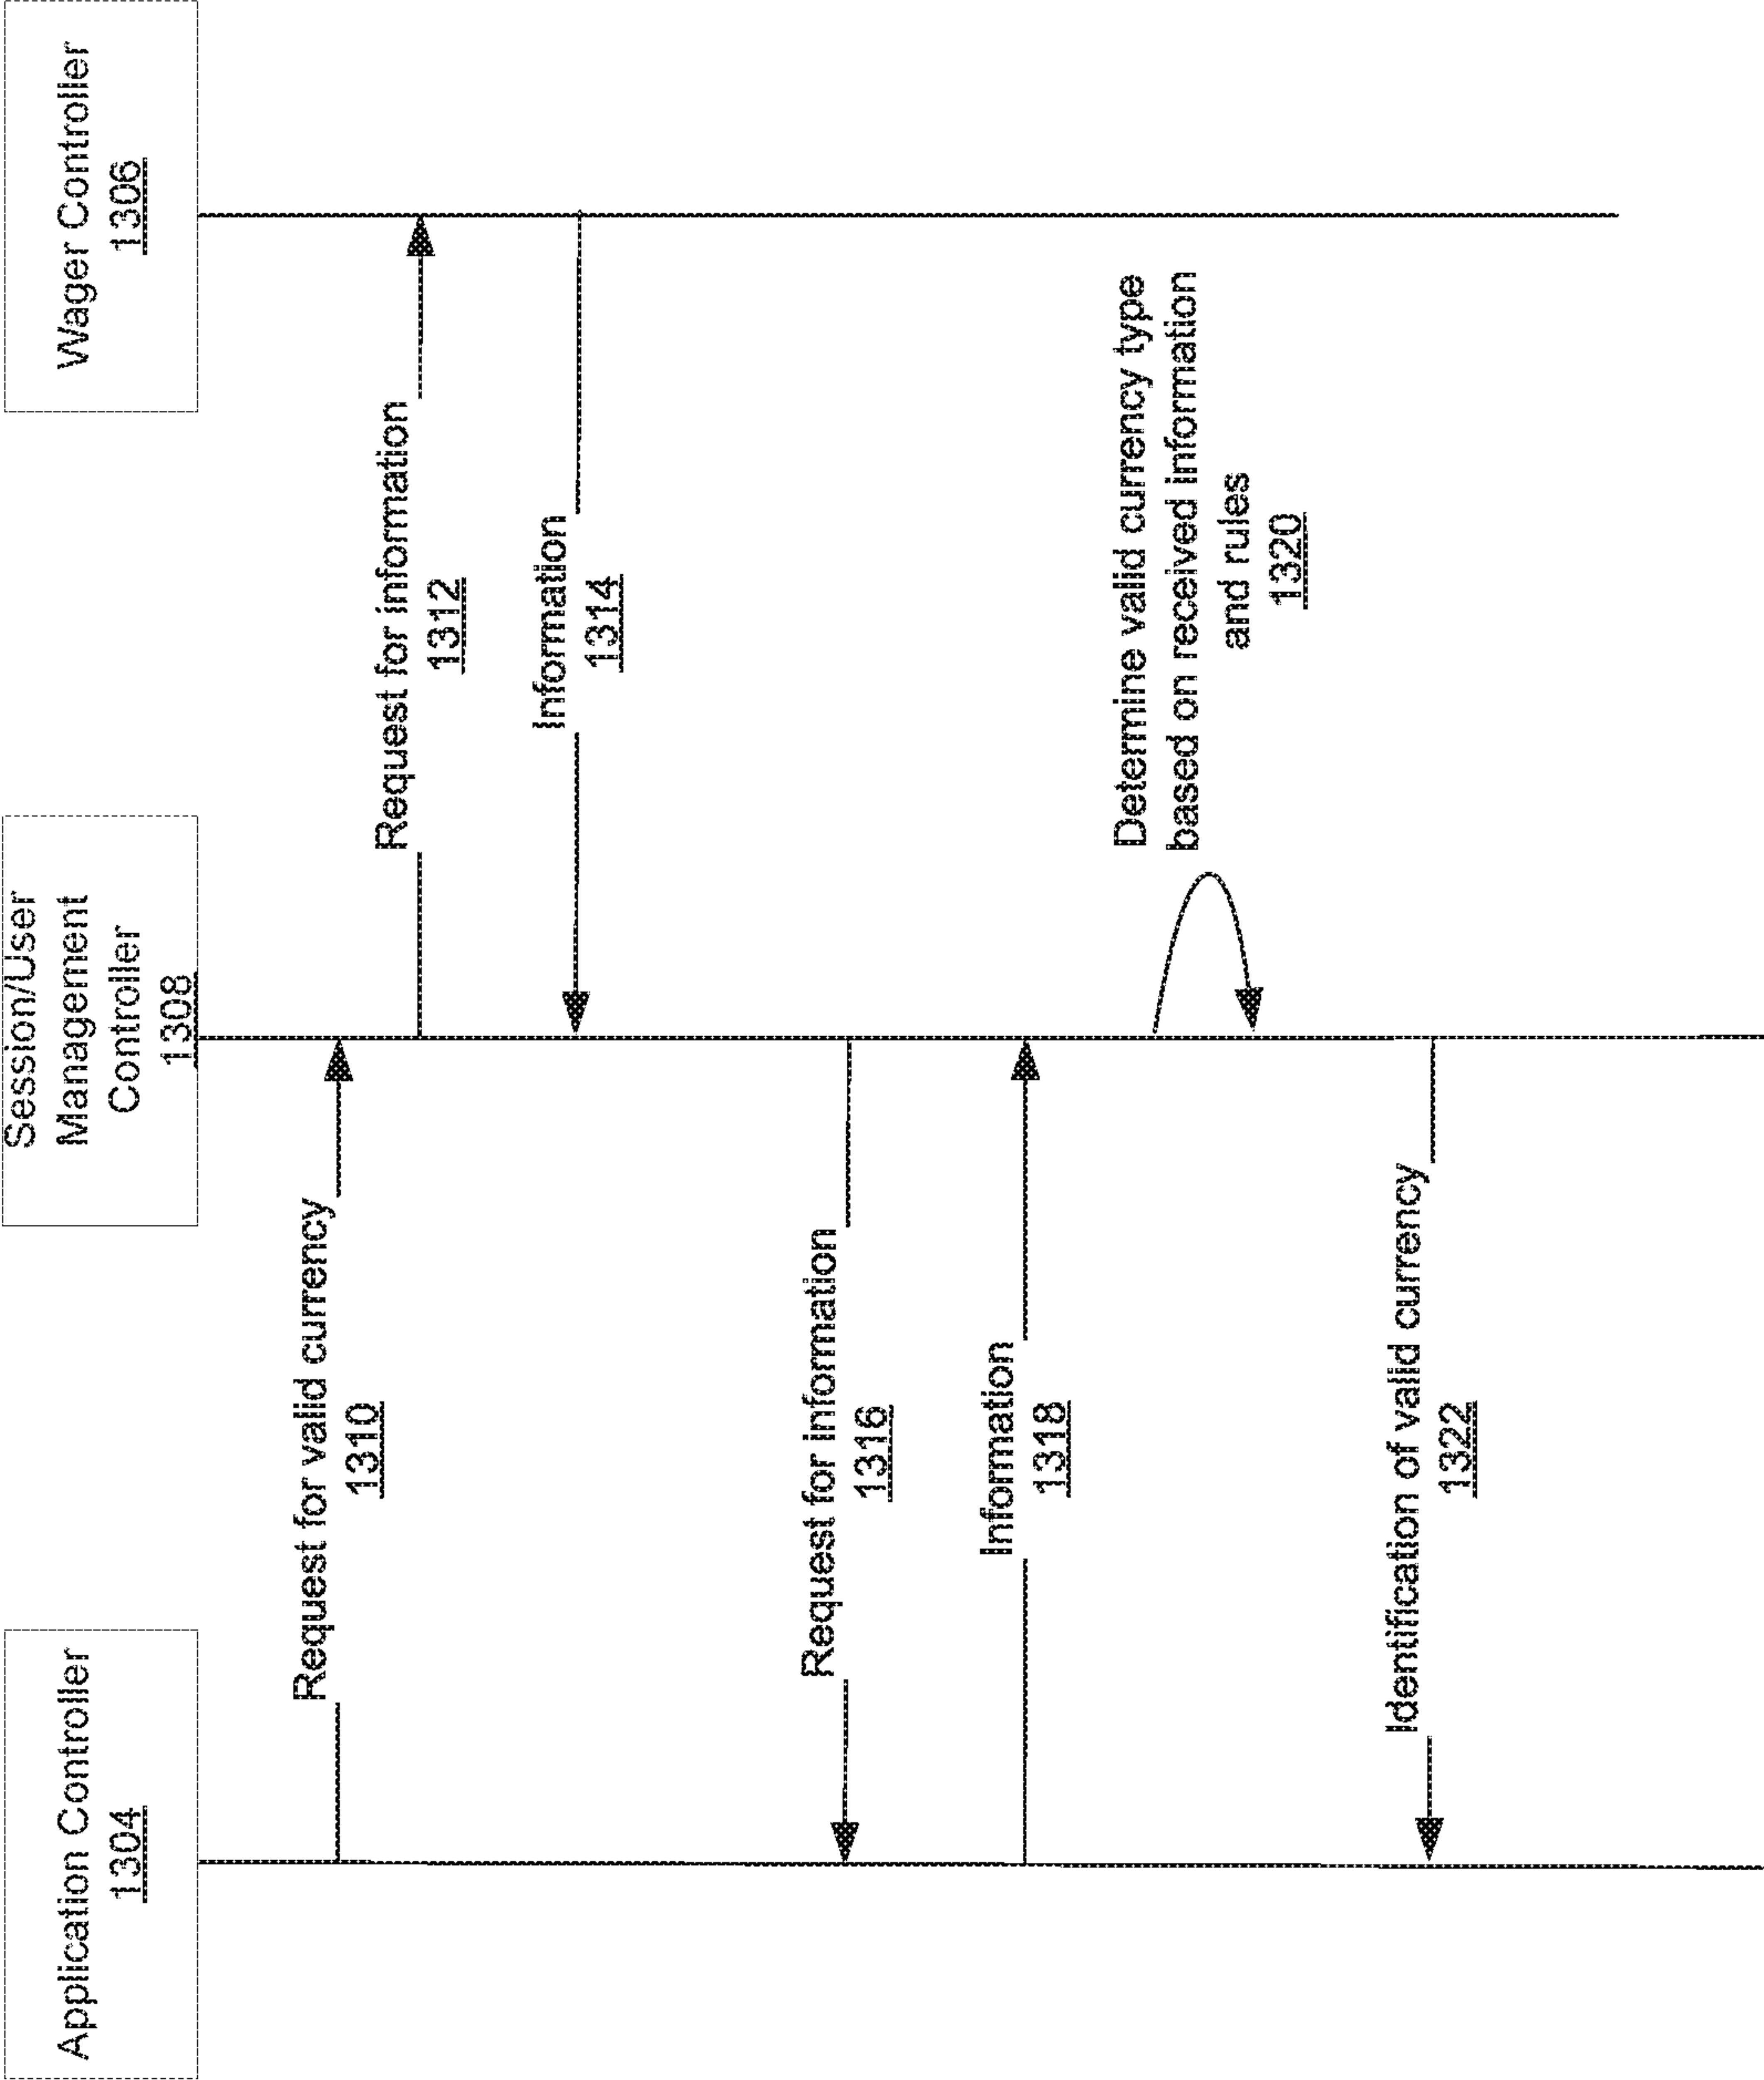 Application Controller
1304
Session/User
Management
Controller
1308
Wager Controller
1306
Request for valid currency
1310
Request for information
1312
Information
1314
Request for information
1316
Information
1318
Determine valid currency type
based on received information
and rules
1320
Identification of valid currency
1322